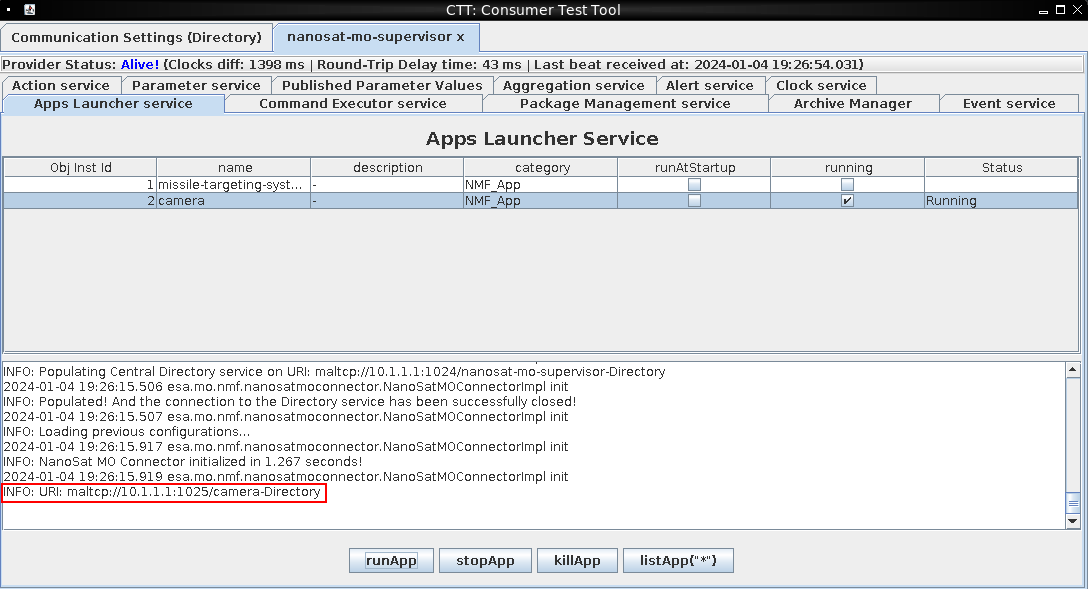 CTT: Consumer Test Tool
Communication Settings (Directory)
nanosat-mo-supervisor x
Provider Status: Alive! (Clocks diff: 1398 ms | Round-Trip Delay time: 43 ms | Last beat received at: 2024-01-04 19:26:54.031)
Action service
Parameter service
Published Parameter Values
Aggregation service
Alert service
Clock service
Apps Launcher service
Command Executor service
Package Management service
Archive Manager
Event service
Apps Launcher Service
Obj Inst Id name description category runAtStartup running Status
1 missile-targeting-syst... - NMF_App
2 camera - NMF_App Running
INFO: Populating Central Directory service on URI: maltcp://10.1.1.1:1024/nanosat-mo-supervisor-Directory
2024-01-04 19:26:15.506 esa.mo.nmf.nanosatmoconnector.NanoSatMOConnectorImpl init
INFO: Populated! And the connection to the Directory service has been successfully closed!
2024-01-04 19:26:15.507 esa.mo.nmf.nanosatmoconnector.NanoSatMOConnectorImpl init
INFO: Loading previous configurations...
2024-01-04 19:26:15.917 esa.mo.nmf.nanosatmoconnector.NanoSatMOConnectorImpl init
INFO: NanoSat MO Connector initialized in 1.267 seconds!
2024-01-04 19:26:15.919 esa.mo.nmf.nanosatmoconnector.NanoSatMOConnectorImpl init
INFO: URI: maltcp://10.1.1.1:1025/camera-Directory
runApp
stopApp
killApp
listApp("*")